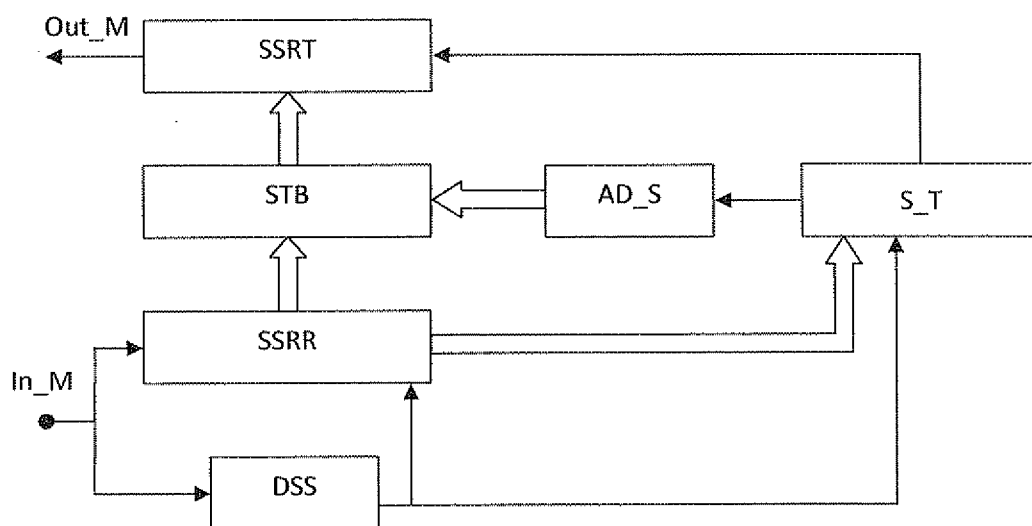 Out_M
SSRT
STB
AD_S
S_T
SSRR
In_M
DSS